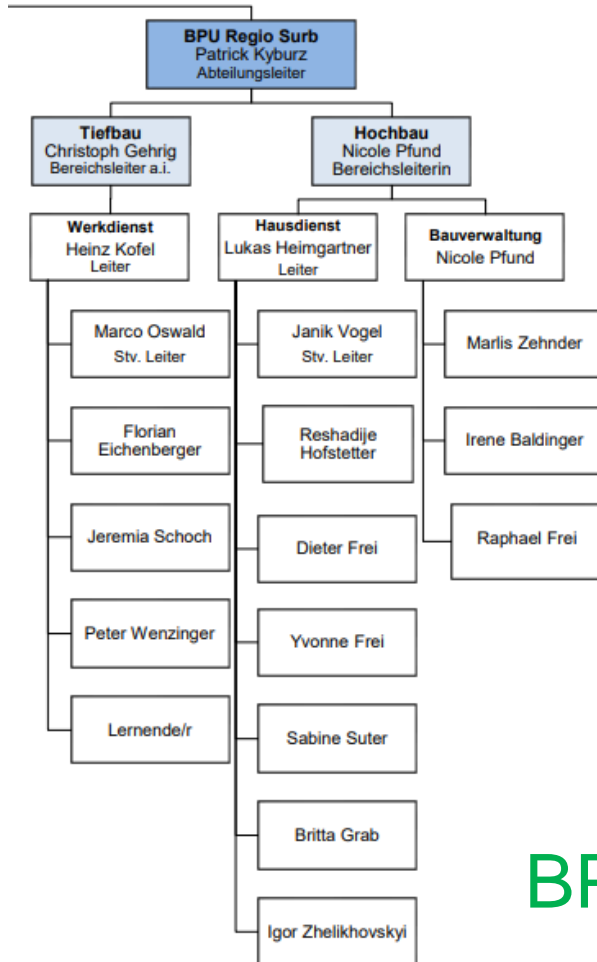 BPU Regio Surb
Patrick Kyburz
Abteilungsleiter
Tiefbau
Christoph Gehrig
Bereichsleiter a.i.
Hochbau
Nicole Pfund
Bereichsleiterin
Werkdienst
Heinz Kofel
Leiter
Hausdienst
Lukas Heimgartner
Leiter
Bauverwaltung
Nicole Pfund
Marco Oswald
Stv. Leiter
Florian
Eichenberger
Jeremia Schoch
Peter Wenzinger
Lernende/r
Janik Vogel
Stv. Leiter
Reshadije
Hofstetter
Dieter Frei
Yvonne Frei
Sabine Suter
Britta Grab
Igor Zhelikhovskyi
Marlis Zehnder
Irene Baldinger
Raphael Frei